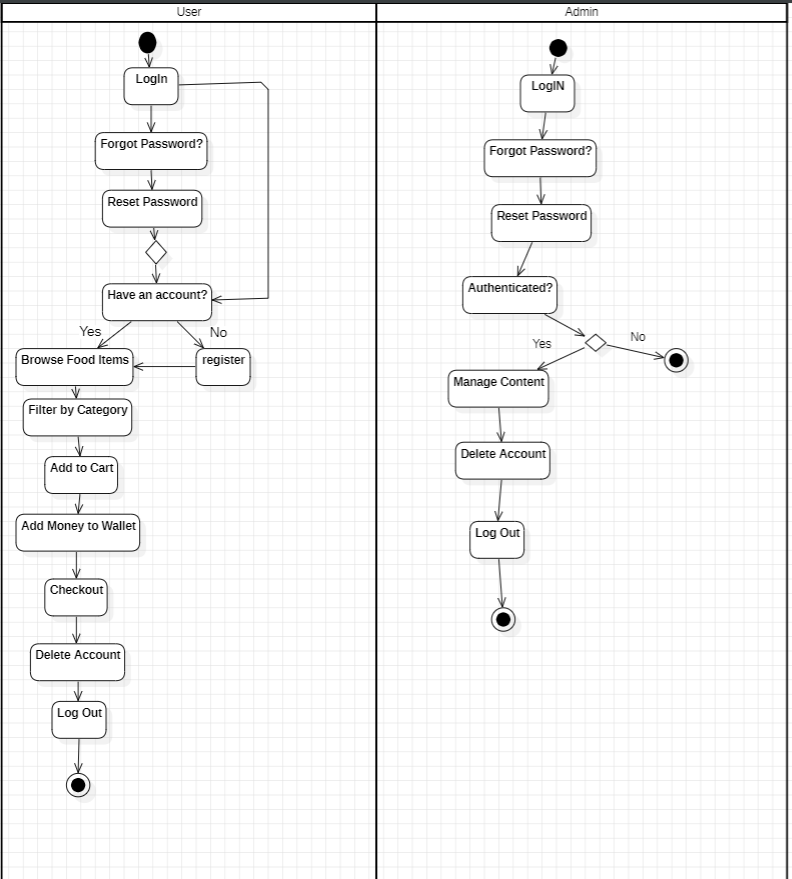 User
LogIn
Forgot Password?
Reset Password
Have an account?
Yes
No
Browse Food Items
register
Filter by Category
Add to Cart
Add Money to Wallet
Checkout
Delete Account
Log Out
Admin
LogIN
Forgot Password?
Reset Password
Authenticated?
Yes
No
Manage Content
Delete Account
Log Out